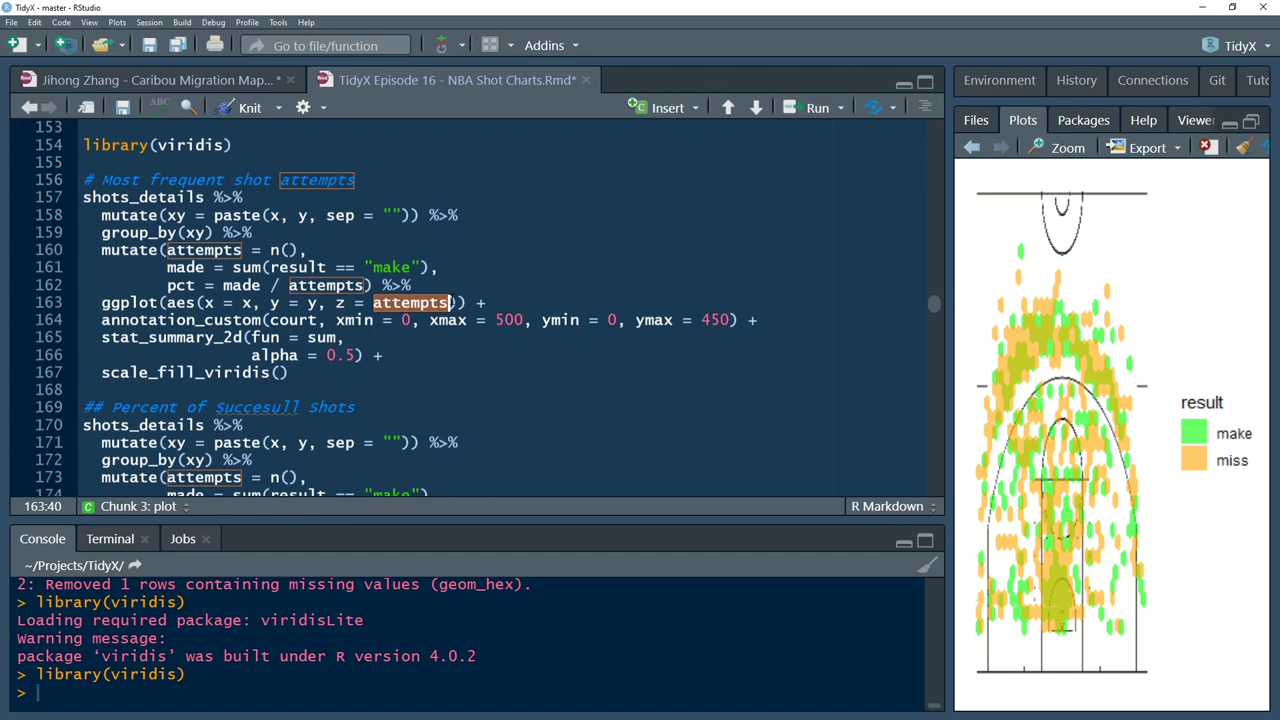 TidyX - master - RStudio
File Edit Code View Plots Session Build Debug Profile Tools Help
Go to file/function Addins TidyX
Jihong Zhang - Caribou Migration Map...* TidyX Episode 16 - NBA Shot Charts.Rmd*
ABC Knit Insert Run
153
154 library(viridis)
155
156 # Most frequent shot attempts
157 shots_details %>%
158 mutate(xy = paste(x, y, sep = "")) %>%
159 group_by(xy) %>%
160 mutate(attempts = n(),
161 made = sum(result == "make"),
162 pct = made / attempts) %>%
163 ggplot(aes(x = x, y = y, z = attempts)) +
164 annotation_custom(court, xmin = 0, xmax = 500, ymin = 0, ymax = 450) +
165 stat_summary_2d(fun = sum,
166 alpha = 0.5) +
167 scale_fill_viridis()
168
169 ## Percent of Succesull Shots
170 shots_details %>%
171 mutate(xy = paste(x, y, sep = "")) %>%
172 group_by(xy) %>%
173 mutate(attempts = n(),
174 made = sum(result == "make")
163:40 Chunk 3: plot R Markdown
Console Terminal Jobs
~/Projects/TidyX/
2: Removed 1 rows containing missing values (geom_hex).
> library(viridis)
Loading required package: viridisLite
Warning message:
package ‘viridis’ was built under R version 4.0.2
> library(viridis)
>
Environment History Connections Git Tuto
Files Plots Packages Help Viewer
Zoom Export
result
make
miss